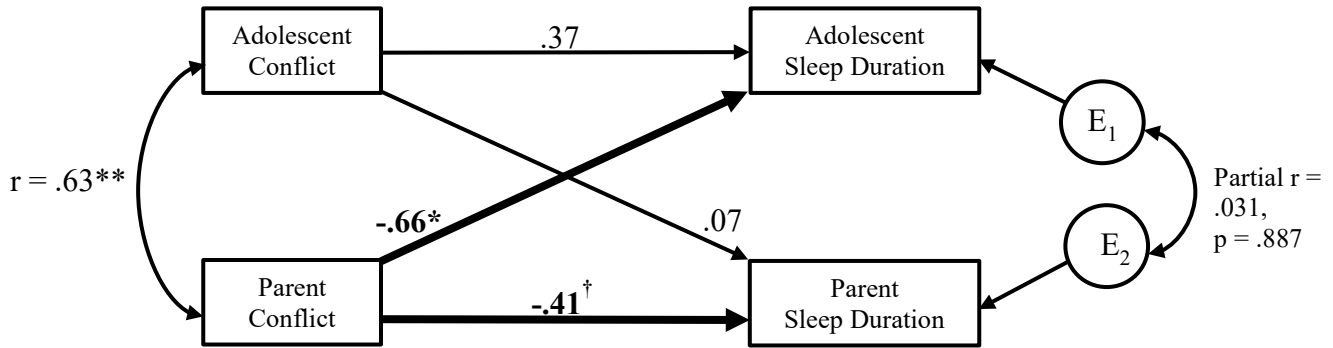 Adolescent
Conflict
.37
Adolescent
Sleep Duration
E1
r = .63**
-.66*
.07
Partial r =
.031,
p = .887
E2
Parent
Conflict
-.41†
Parent
Sleep Duration